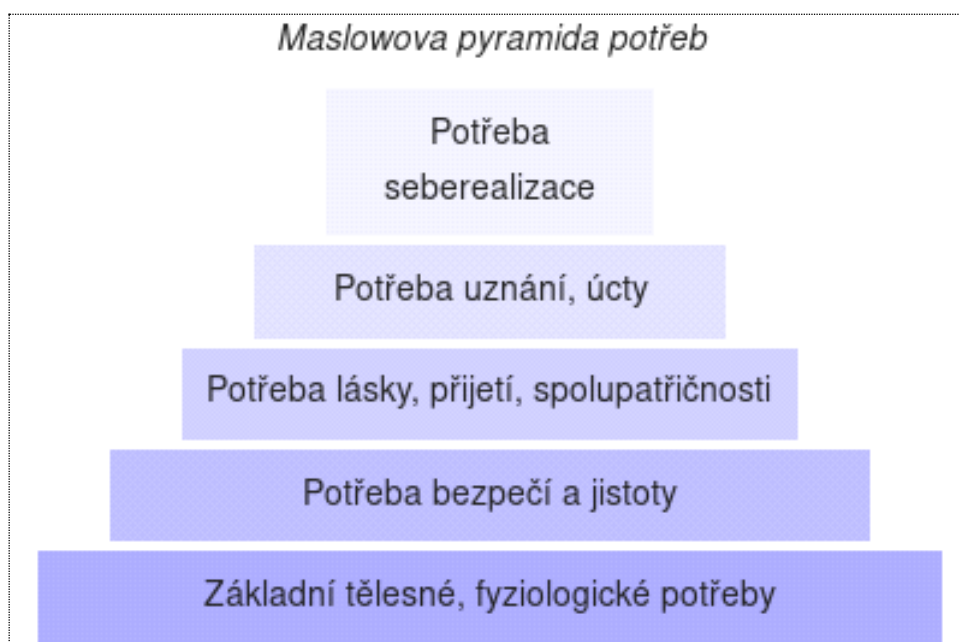 Maslowova pyramida potřeb
Potřeba
seberealizace
Potřeba uznání, úcty
Potřeba lásky, přijetí, spolupatřičnosti
Potřeba bezpečí a jistoty
Základní tělesné, fyziologické potřeby